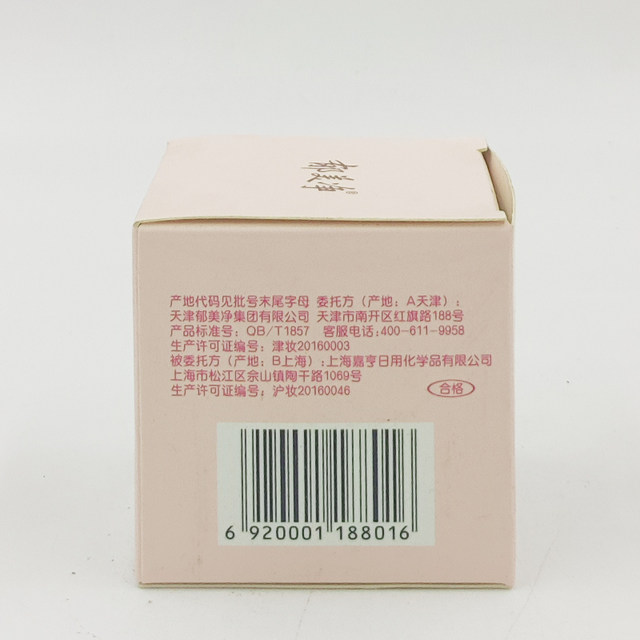 郁美净®
产地代码见批号末尾字母 委托方（产地：A天津）：
天津郁美净集团有限公司 天津市南开区红旗路188号
产品标准号：QB/T1857 客服电话:400-611-9958
生产许可证编号：津妆20160003
被委托方（产地：B上海）:上海嘉亨日用化学品有限公司
上海市松江区佘山镇陶干路1069号
生产许可证编号：沪妆20160046
合格
6 920001 188016